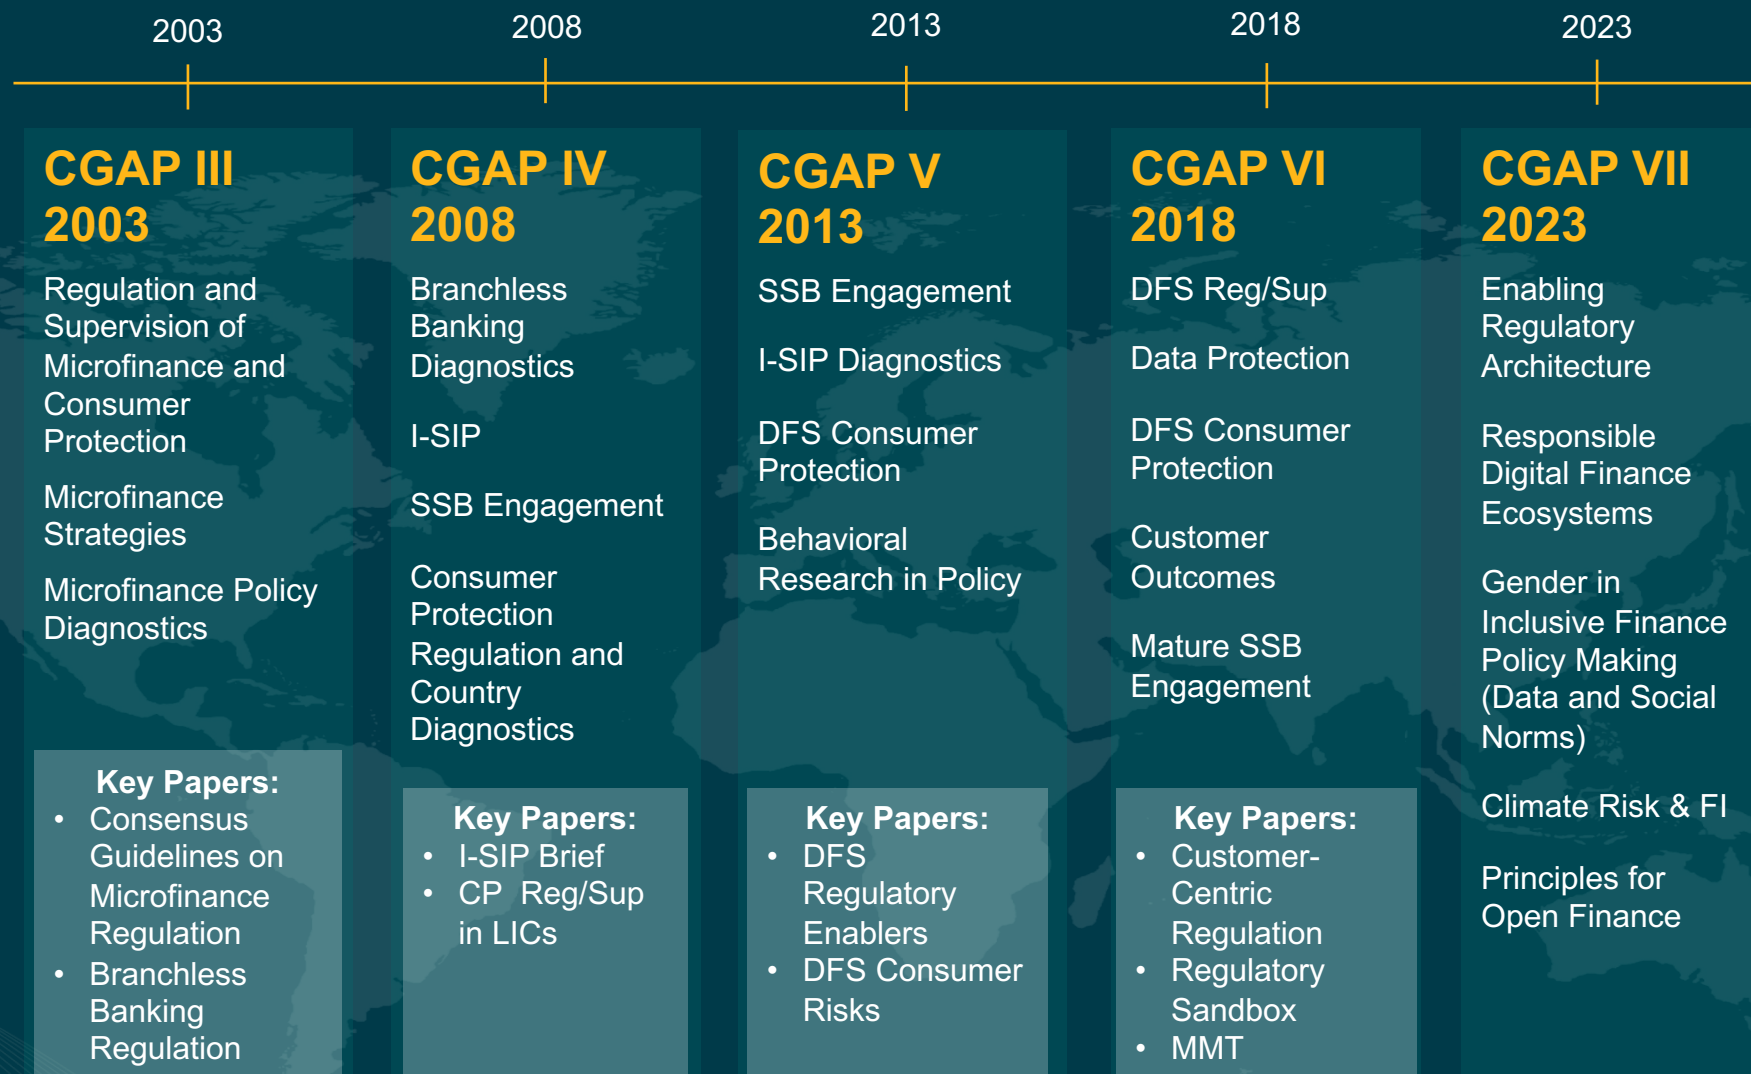 2003
2008
2013
2018
2023
CGAP III
2003
Regulation and
Supervision of
Microfinance and
Consumer
Protection
Microfinance
Strategies
Microfinance Policy
Diagnostics
Key Papers:
• Consensus
Guidelines on
Microfinance
Regulation
• Branchless
Banking
Regulation
CGAP IV
2008
Branchless
Banking
Diagnostics
I-SIP
SSB Engagement
Consumer
Protection
Regulation and
Country
Diagnostics
Key Papers:
• I-SIP Brief
• CP Reg/Sup
in LICs
CGAP V
2013
SSB Engagement
I-SIP Diagnostics
DFS Consumer
Protection
Behavioral
Research in Policy
Key Papers:
• DFS
Regulatory
Enablers
• DFS Consumer
Risks
CGAP VI
2018
DFS Reg/Sup
Data Protection
DFS Consumer
Protection
Customer
Outcomes
Mature SSB
Engagement
Key Papers:
• Customer-
Centric
Regulation
• Regulatory
Sandbox
• MMT
CGAP VII
2023
Enabling
Regulatory
Architecture
Responsible
Digital Finance
Ecosystems
Gender in
Inclusive Finance
Policy Making
(Data and Social
Norms)
Climate Risk & FI
Principles for
Open Finance